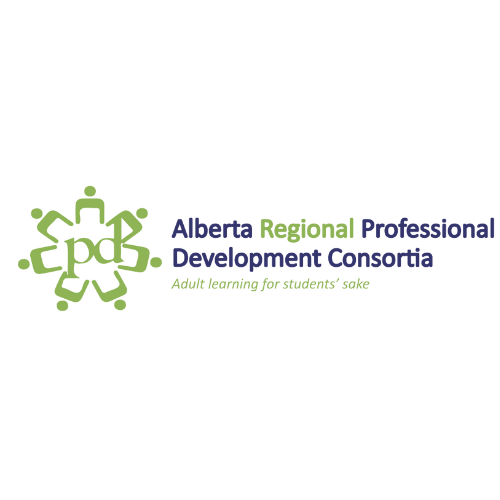 pd
Alberta Regional Professional
Development Consortia
Adult learning for students' sake